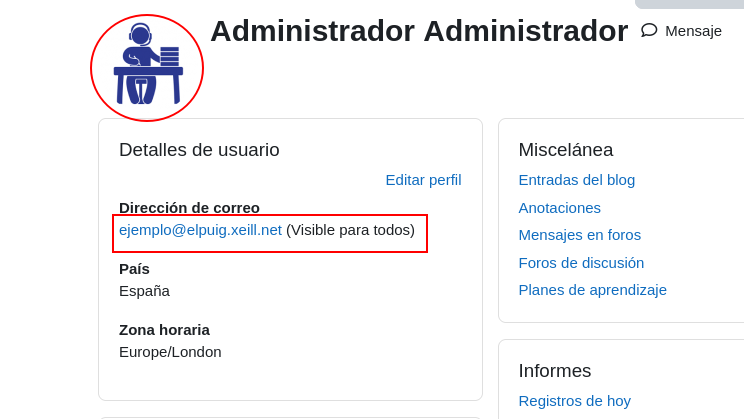 Administrador Administrador
Mensaje
Detalles de usuario
Editar perfil
Dirección de correo
ejemplo@elpuig.xeill.net (Visible para todos)
País
España
Zona horaria
Europe/London
Miscelánea
Entradas del blog
Anotaciones
Mensajes en foros
Foros de discusión
Planes de aprendizaje
Informes
Registros de hoy